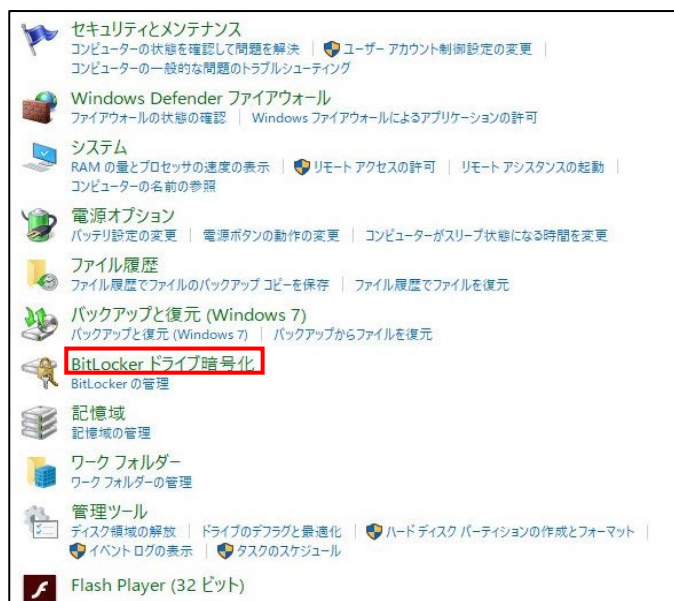 セキュリティとメンテナンス
コンピューターの状態を確認して問題を解決 | ユーザー アカウント制御設定の変更 |
コンピューターの一般的な問題のトラブルシューティング
Windows Defender ファイアウォール
ファイアウォールの状態の確認 | Windows ファイアウォールによるアプリケーションの許可
システム
RAM の量とプロセッサの速度の表示 | リモート アクセスの許可 | リモート アシスタンスの起動 |
コンピューターの名前の参照
電源オプション
バッテリ設定の変更 | 電源ボタンの動作の変更 | コンピューターがスリープ状態になる時間を変更
ファイル履歴
ファイル履歴でファイルのバックアップ コピーを保存 | ファイル履歴でファイルを復元
バックアップと復元 (Windows 7)
バックアップと復元 (Windows 7) | バックアップからファイルを復元
BitLocker ドライブ暗号化
BitLocker の管理
記憶域
記憶域の管理
ワーク フォルダー
ワーク フォルダーの管理
管理ツール
ディスク領域の解放 | ドライブのデフラグと最適化 | ハード ディスク パーティションの作成とフォーマット |
イベント ログの表示 | タスクのスケジュール
Flash Player (32 ビット)